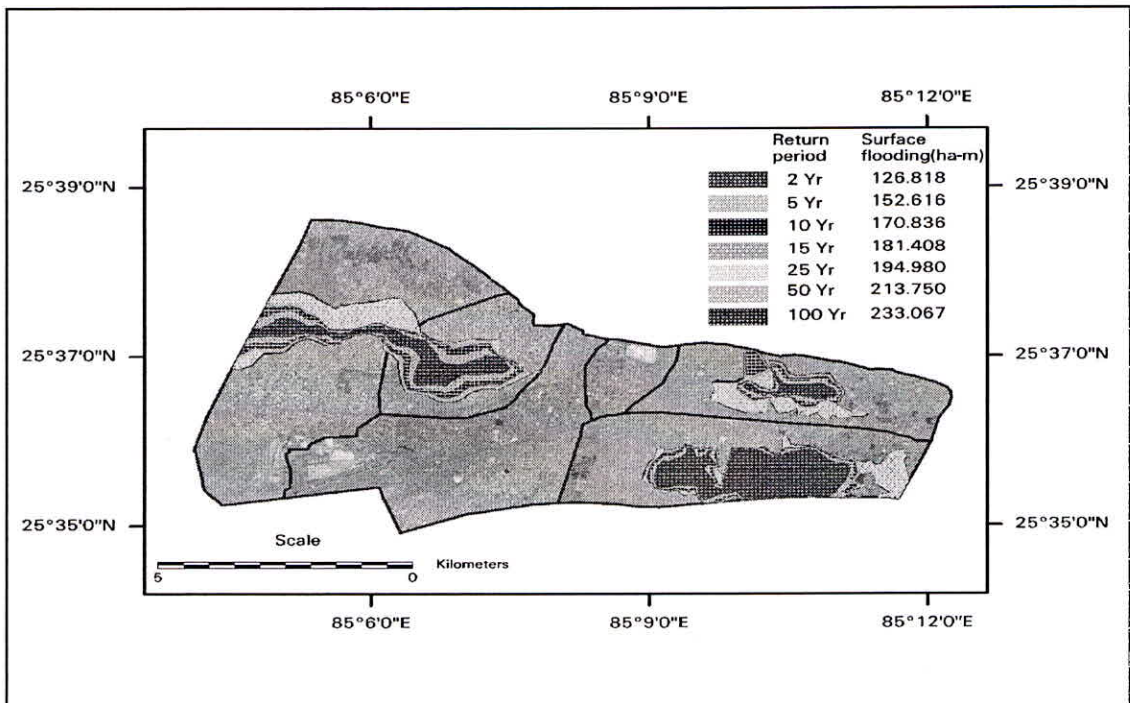 85°6'0"E 85°9'0"E 85°12'0"E
Return period Surface flooding(ha-m)
2 Yr 126.818
5 Yr 152.616
10 Yr 170.836
15 Yr 181.408
25 Yr 194.980
50 Yr 213.750
100 Yr 233.067
25°39'0"N 25°39'0"N
25°37'0"N 25°37'0"N
25°35'0"N 25°35'0"N
Scale
Kilometers
5 0
85°6'0"E 85°9'0"E 85°12'0"E